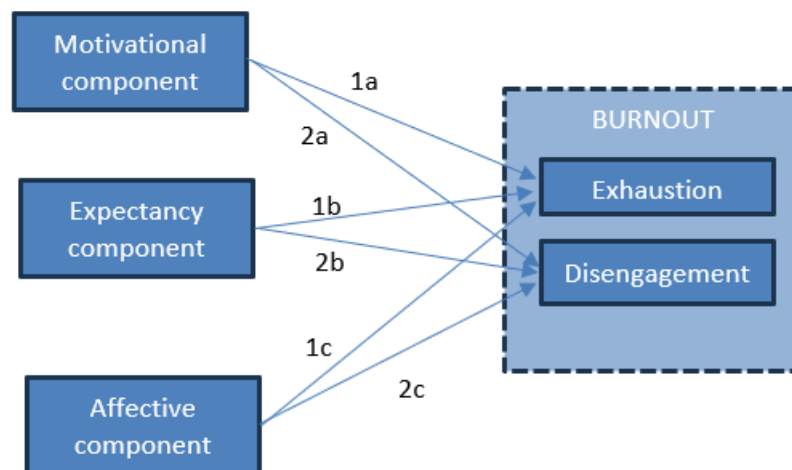 Motivational
component
1a
2a
BURNOUT
Exhaustion
Expectancy
component
1b
2b
Disengagement
1c
2c
Affective
component